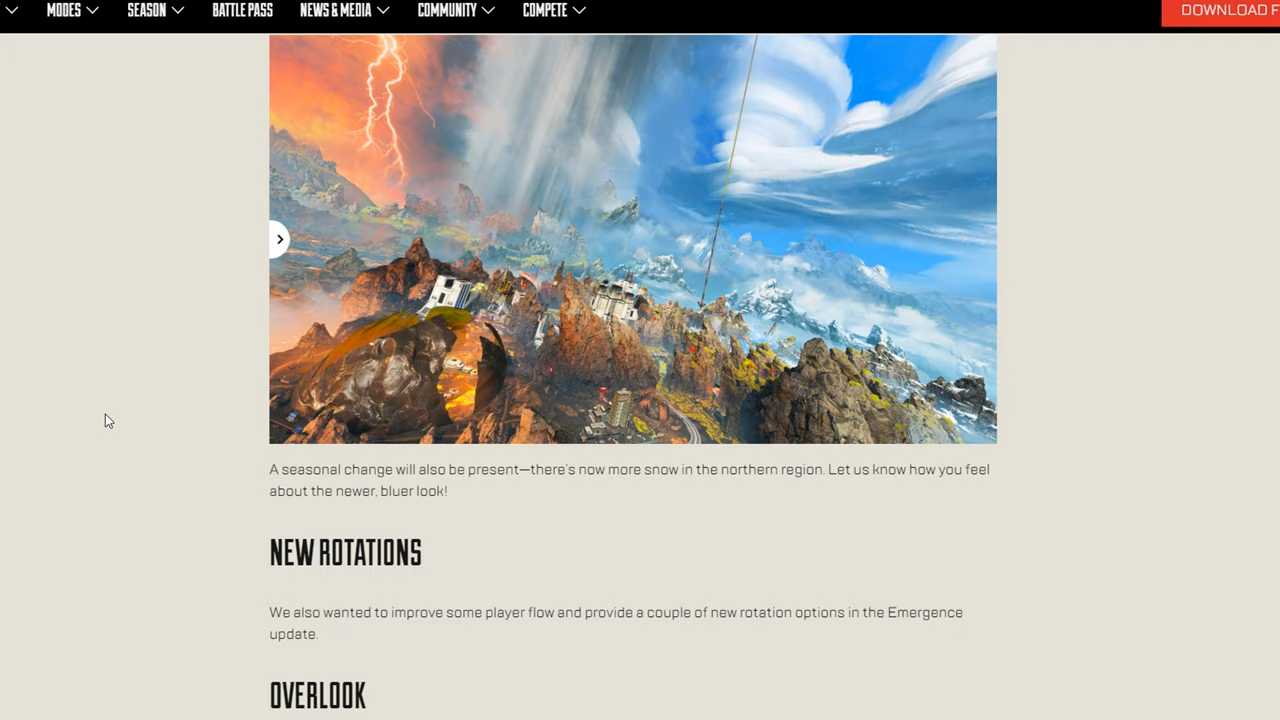 MODES SEASON BATTLE PASS NEWS & MEDIA COMMUNITY COMPETE DOWNLOAD F
A seasonal change will also be present—there's now more snow in the northern region. Let us know how you feel
about the newer, bluer look!
NEW ROTATIONS
We also wanted to improve some player flow and provide a couple of new rotation options in the Emergence
update.
OVERLOOK